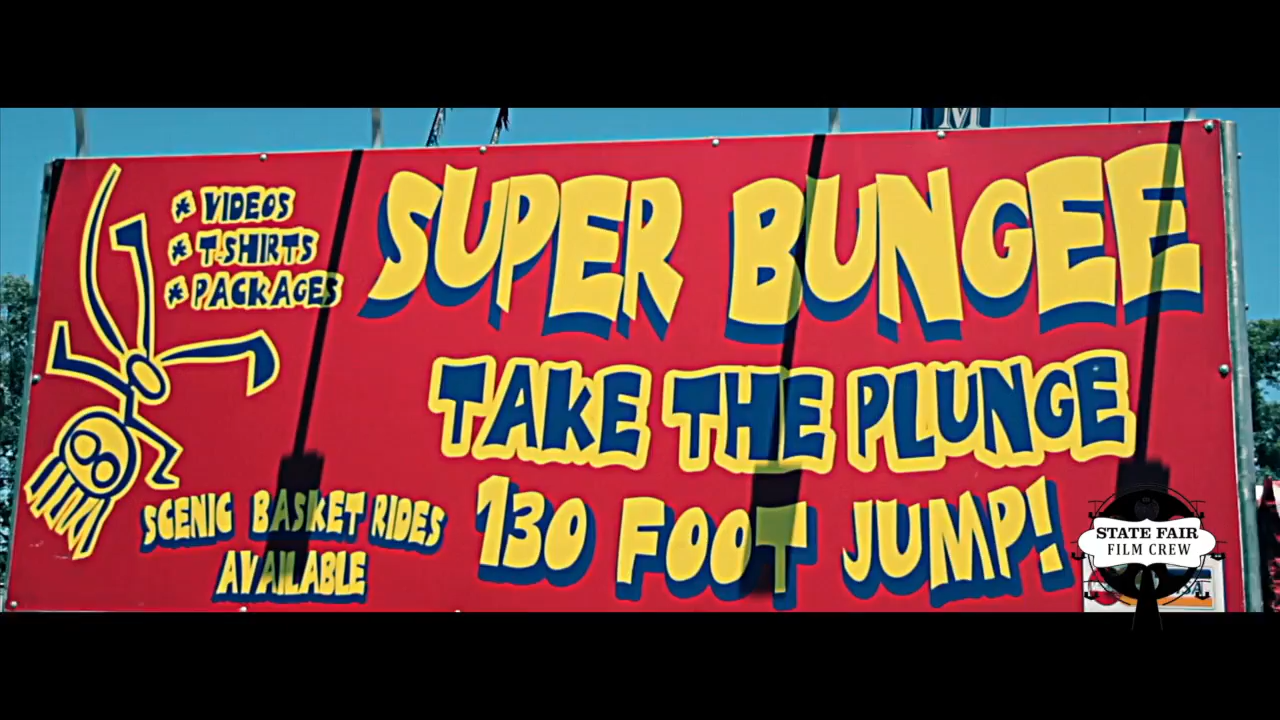 M
* VIDEOS
* T-SHIRTS
* PACKAGES
SUPER BUNGEE
TAKE THE PLUNGE
130 FOOT JUMP!
SCENIC BASKET RIDES
AVAILABLE
STATE FAIR
FILM CREW